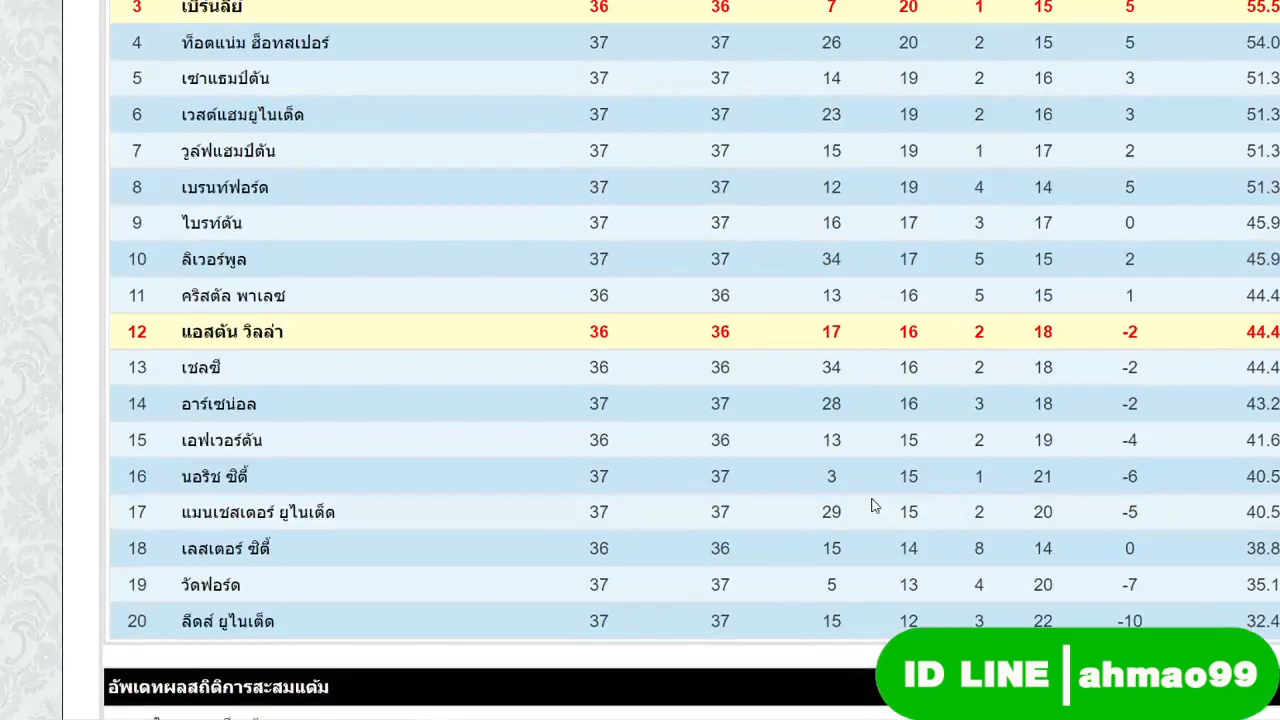 3 เบิร์นลีย์ 36 36 7 20 1 15 5 55.5
4 ท็อตแน่ม ฮ็อทสเปอร์ 37 37 26 20 2 15 5 54.0
5 เซาแธมป์ตัน 37 37 14 19 2 16 3 51.3
6 เวสต์แฮมยูไนเต็ด 37 37 23 19 2 16 3 51.3
7 วูล์ฟแฮมป์ตัน 37 37 15 19 1 17 2 51.3
8 เบรนท์ฟอร์ด 37 37 12 19 4 14 5 51.3
9 ไบรท์ตัน 37 37 16 17 3 17 0 45.9
10 ลิเวอร์พูล 37 37 34 17 5 15 2 45.9
11 คริสตัล พาเลซ 36 36 13 16 5 15 1 44.4
12 แอสตัน วิลล่า 36 36 17 16 2 18 -2 44.4
13 เชลซี 36 36 34 16 2 18 -2 44.4
14 อาร์เซน่อล 37 37 28 16 3 18 -2 43.2
15 เอฟเวอร์ตัน 36 36 13 15 2 19 -4 41.6
16 นอริช ซิตี้ 37 37 3 15 1 21 -6 40.5
17 แมนเชสเตอร์ ยูไนเต็ด 37 37 29 15 2 20 -5 40.5
18 เลสเตอร์ ซิตี้ 36 36 15 14 8 14 0 38.8
19 วัตฟอร์ด 37 37 5 13 4 20 -7 35.1
20 ลีดส์ ยูไนเต็ด 37 37 15 12 3 22 -10 32.4
ID LINE | ahmao99
อัพเดทผลสถิติการสะสมแต้ม